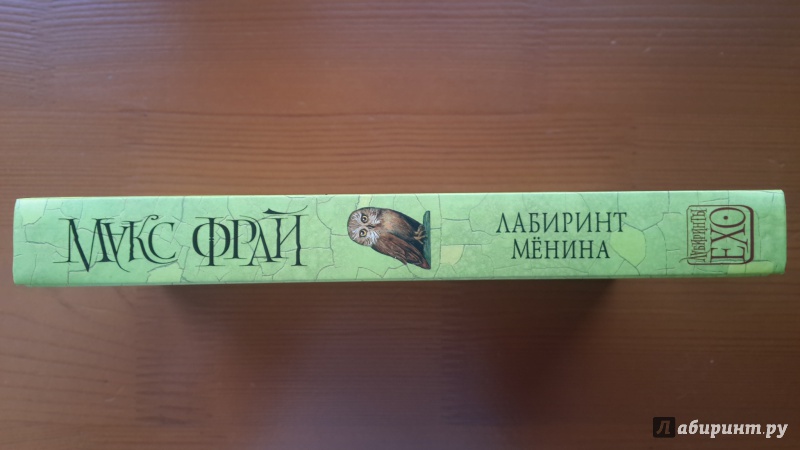 МАКС ФРАЙ
ЛАБИРИНТ
МЁНИНА
ЛАБИРИНТЫ
ЕХО
Лабиринт.ру